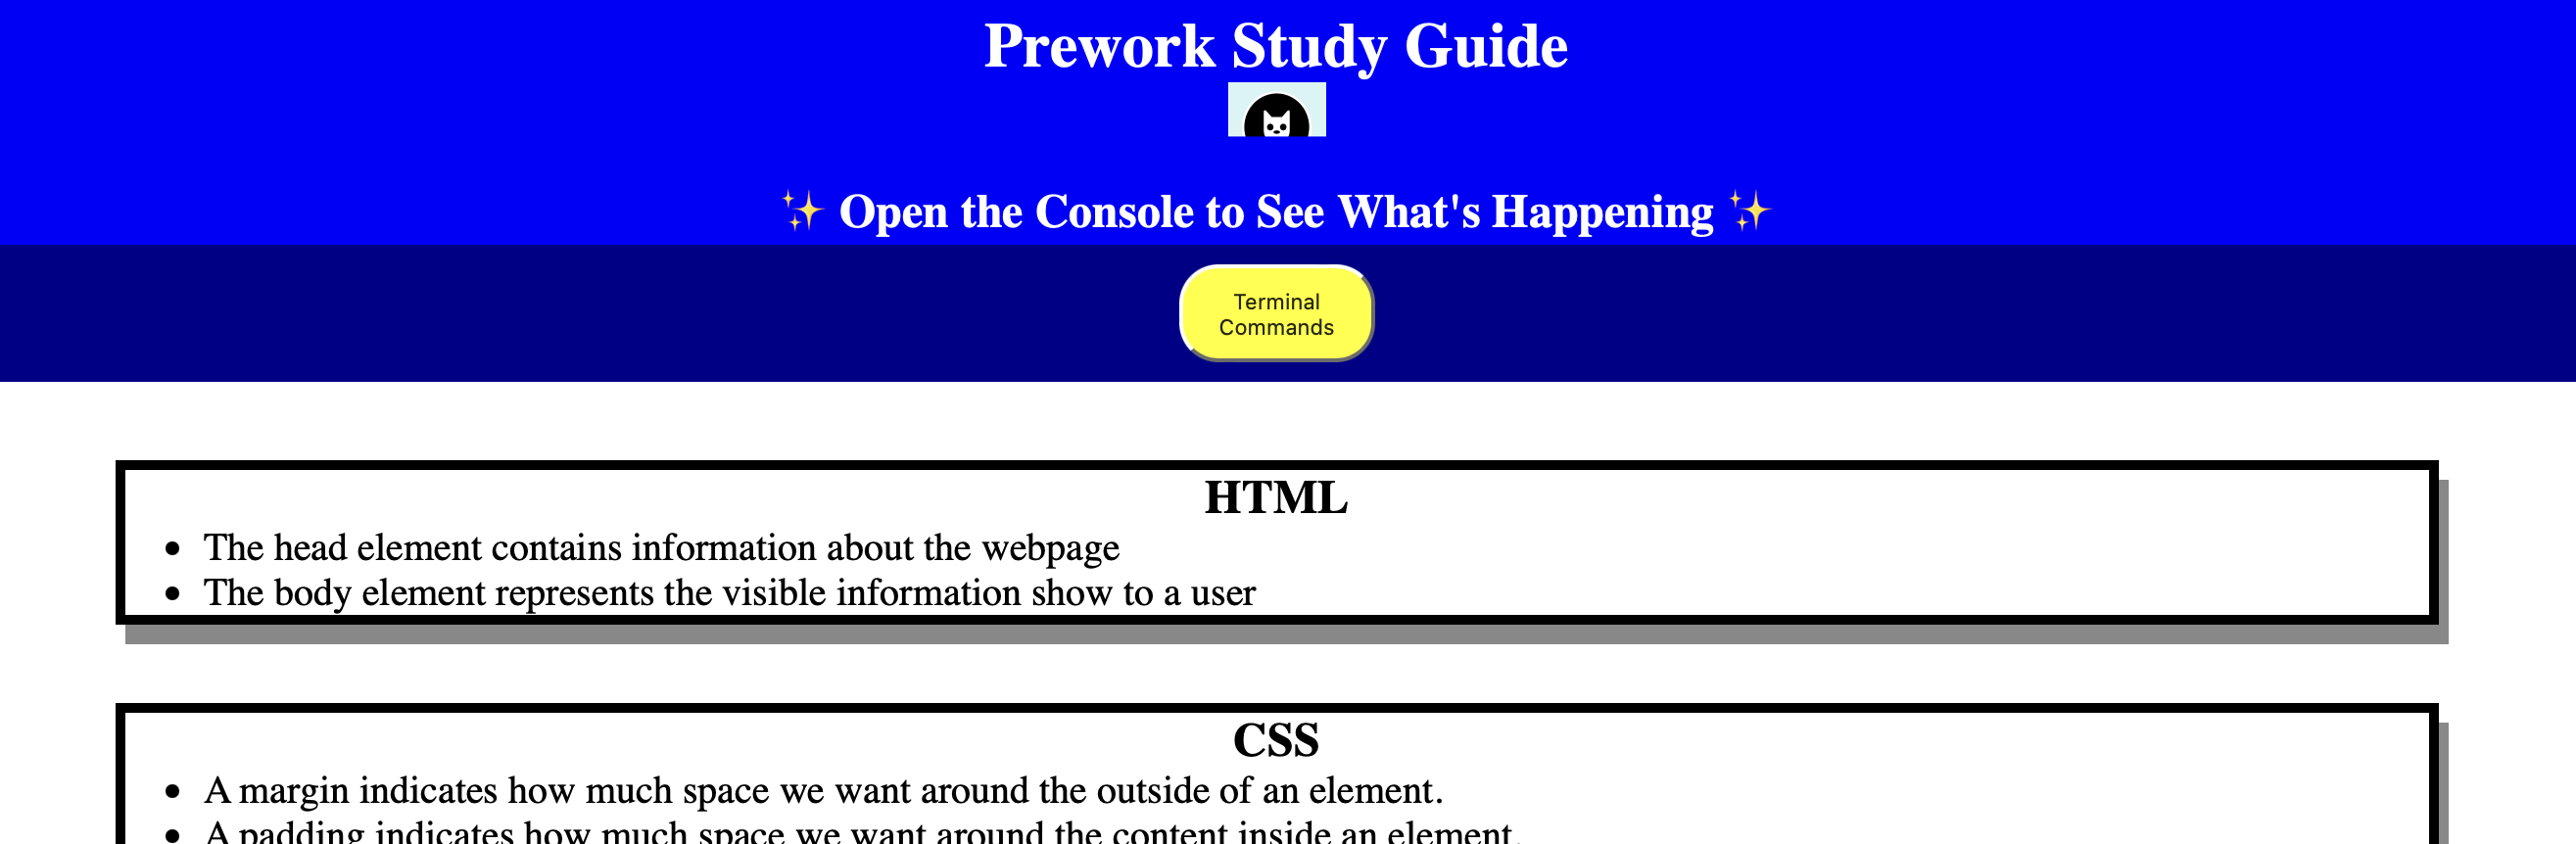 Prework Study Guide
✨ Open the Console to See What's Happening ✨
Terminal
Commands
HTML
• The head element contains information about the webpage
• The body element represents the visible information show to a user
CSS
• A margin indicates how much space we want around the outside of an element.
• A padding indicates how much space we want around the content inside an element.